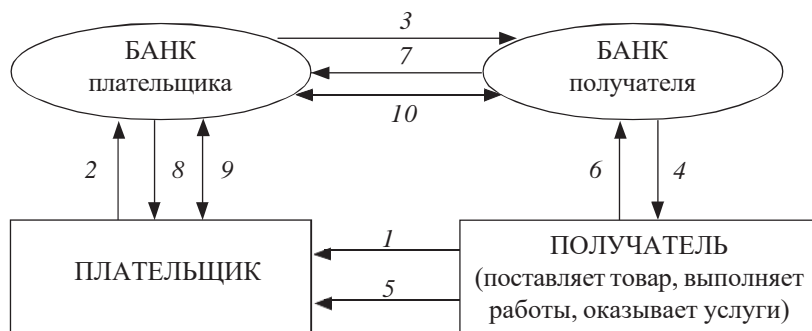 3
БАНК
плательщика
7
БАНК
получателя
10
2
8
9
6
4
ПЛАТЕЛЬЩИК
1
5
ПОЛУЧАТЕЛЬ
(поставляет товар, выполняет
работы, оказывает услуги)